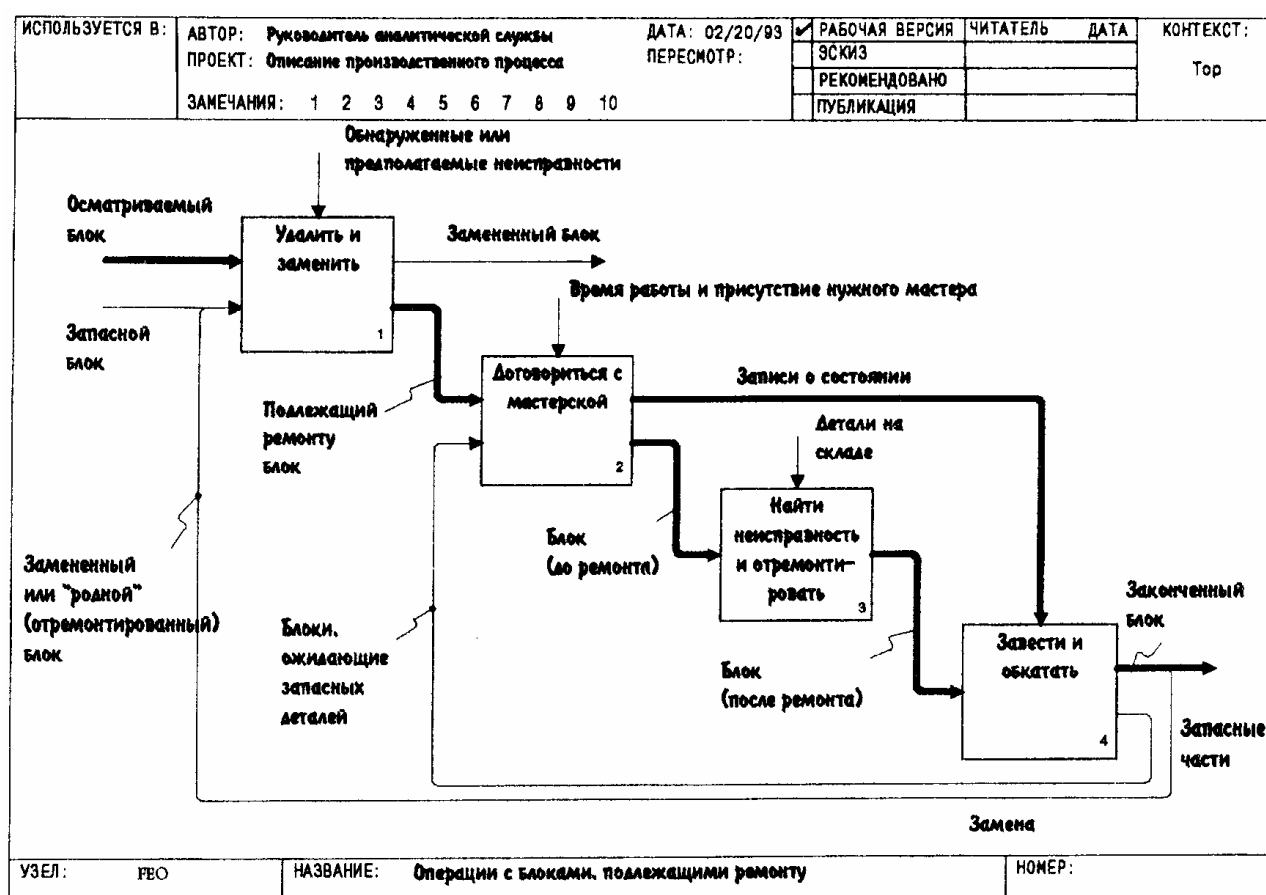 ИСПОЛЬЗУЕТСЯ В:
АВТОР: Руководитель аналитической службы
ДАТА: 02/20/93
РАБОЧАЯ ВЕРСИЯ
ЧИТАТЕЛЬ
ДАТА
КОНТЕКСТ:
ПРОЕКТ: Описание производственного процесса
ПЕРЕСМОТР:
ЭСКИЗ
РЕКОМЕНДОВАНО
Top
ЗАМЕЧАНИЯ: 1 2 3 4 5 6 7 8 9 10
ПУБЛИКАЦИЯ
Обнаруженные или
предполагаемые неисправности
Осматриваемый
блок
Удалить и
заменить
1
Замененный блок
Запасной
блок
Время работы и присутствие нужного мастера
Договориться с
мастерской
2
Записи о состоянии
Подлежащий
ремонту
блок
Детали на
складе
Найти
неисправность
и отремонти-
ровать
3
Блок
(до ремонта)
Замененный
или "родной"
(отремонтированный)
блок
Блоки,
ожидающие
запасных
деталей
Блок
(после ремонта)
Завести и
обкатать
4
Законченный
блок
Запасные
части
Замена
УЗЕЛ: FEO
НАЗВАНИЕ: Операции с блоками, подлежащими ремонту
НОМЕР: